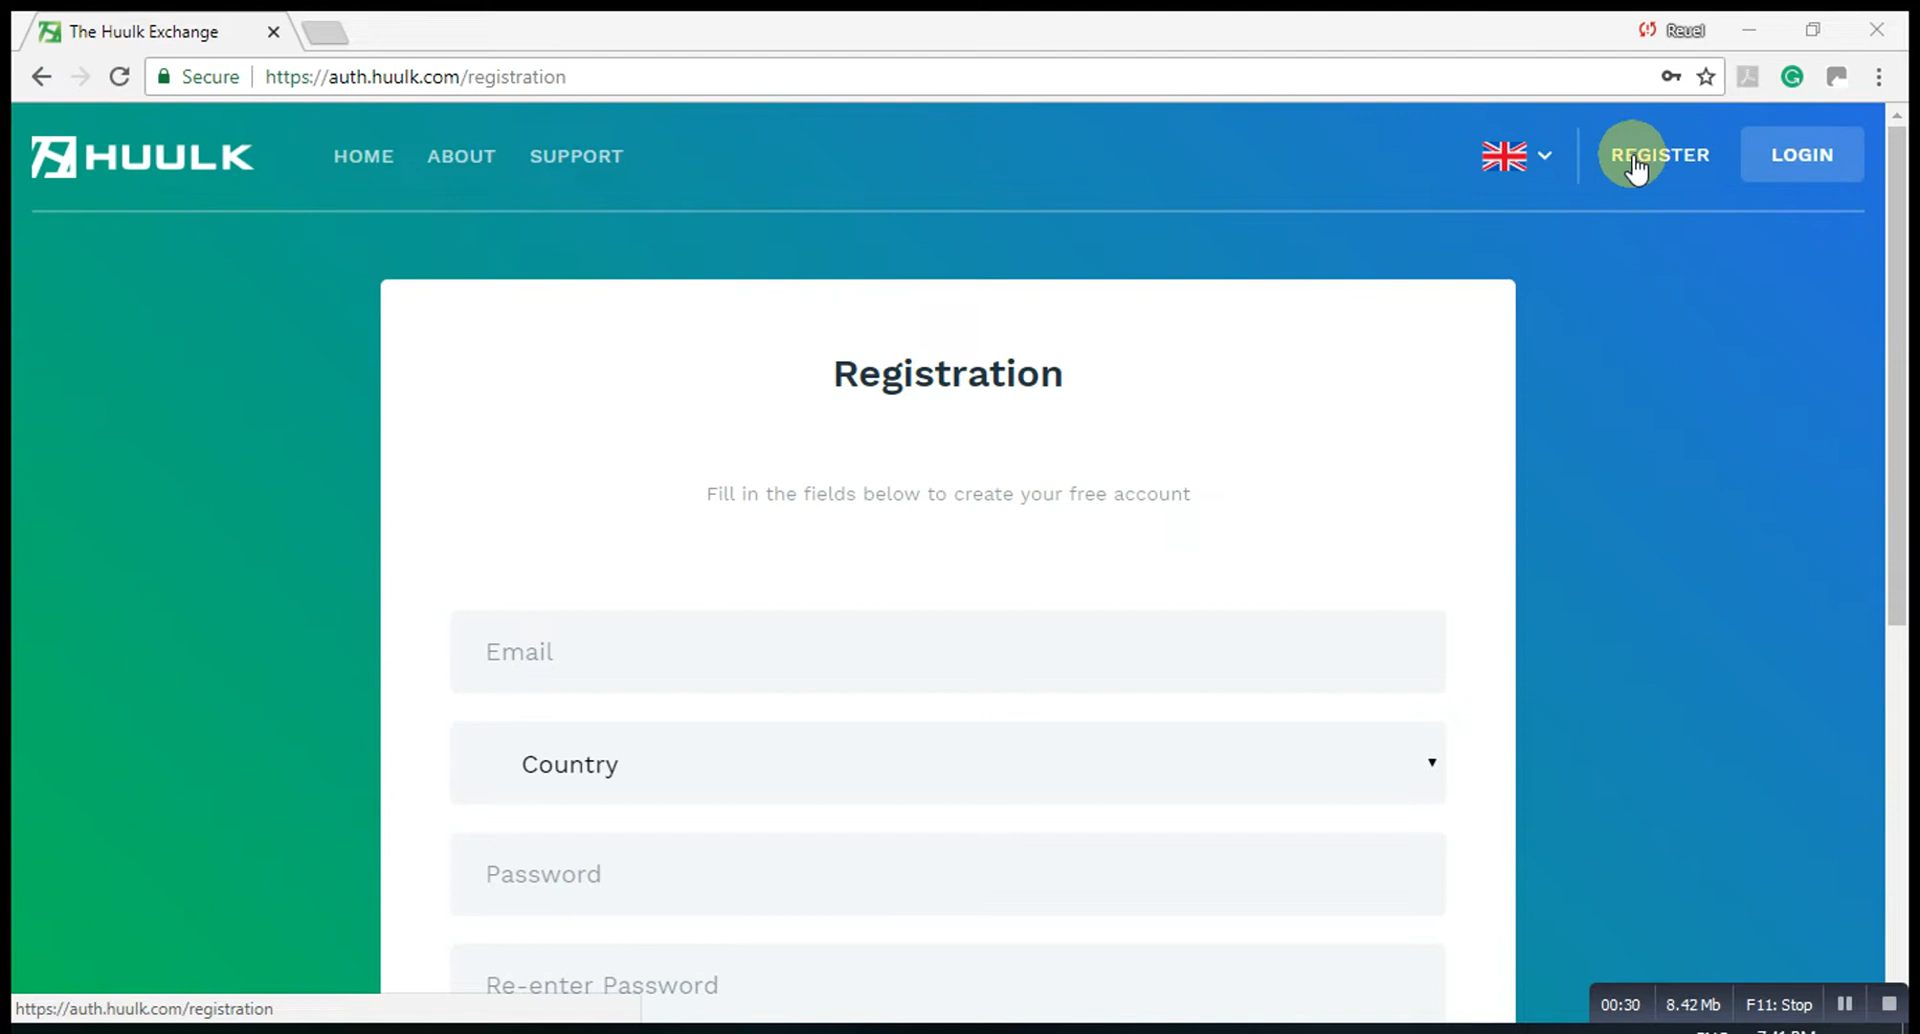 The Huulk Exchange
Reuel
Secure https://auth.huulk.com/registration
HUULK HOME ABOUT SUPPORT REGISTER LOGIN
Registration
Fill in the fields below to create your free account
Email
Country
Password
Re-enter Password
https://auth.huulk.com/registration
00:30 8.42 Mb F11: Stop